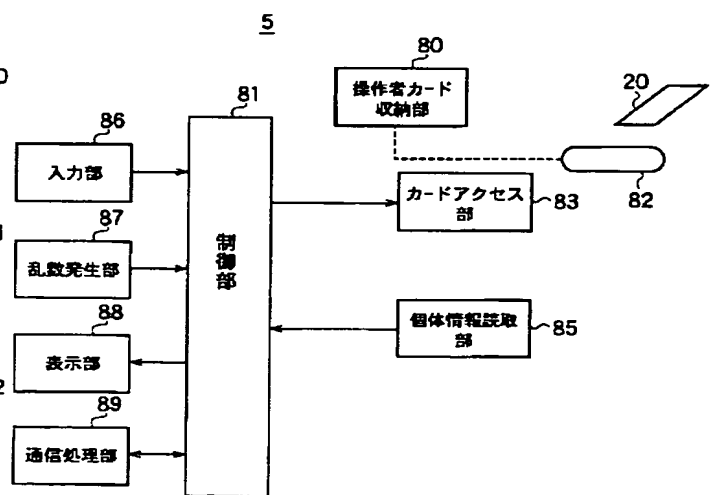 5
80
操作者カード
収納部
20
81
制御部
86
入力部
82
カードアクセス
部
83
87
乱数発生部
個体情報読取
部
85
88
表示部
89
通信処理部